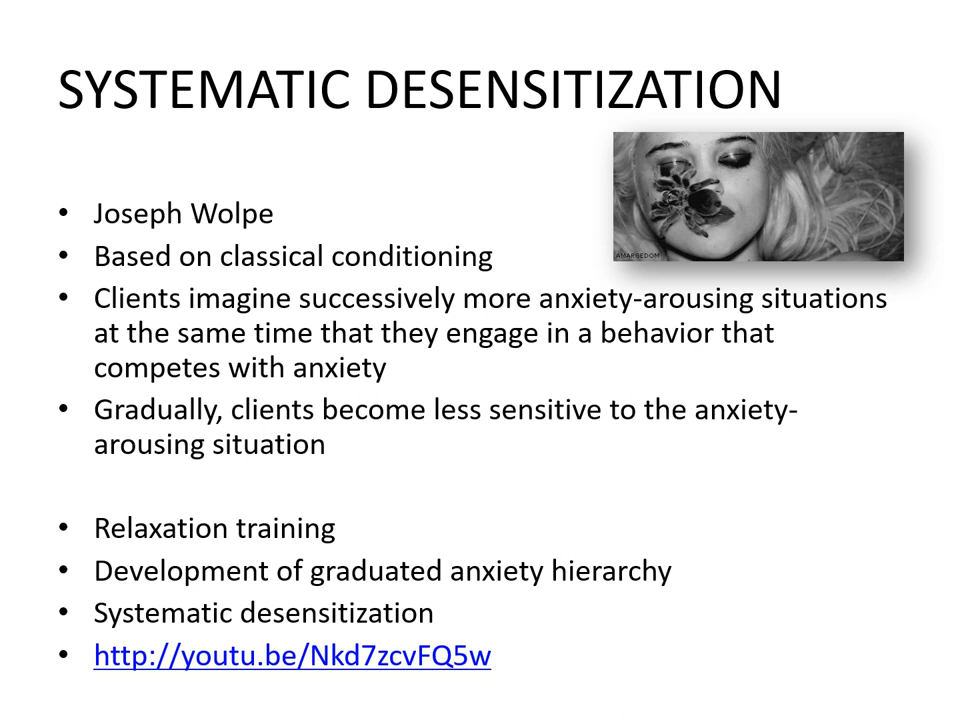 SYSTEMATIC DESENSITIZATION
AMARGEDOM
• Joseph Wolpe
• Based on classical conditioning
• Clients imagine successively more anxiety-arousing situations
at the same time that they engage in a behavior that
competes with anxiety
• Gradually, clients become less sensitive to the anxiety-
arousing situation
• Relaxation training
• Development of graduated anxiety hierarchy
• Systematic desensitization
• http://youtu.be/Nkd7zcvFQ5w